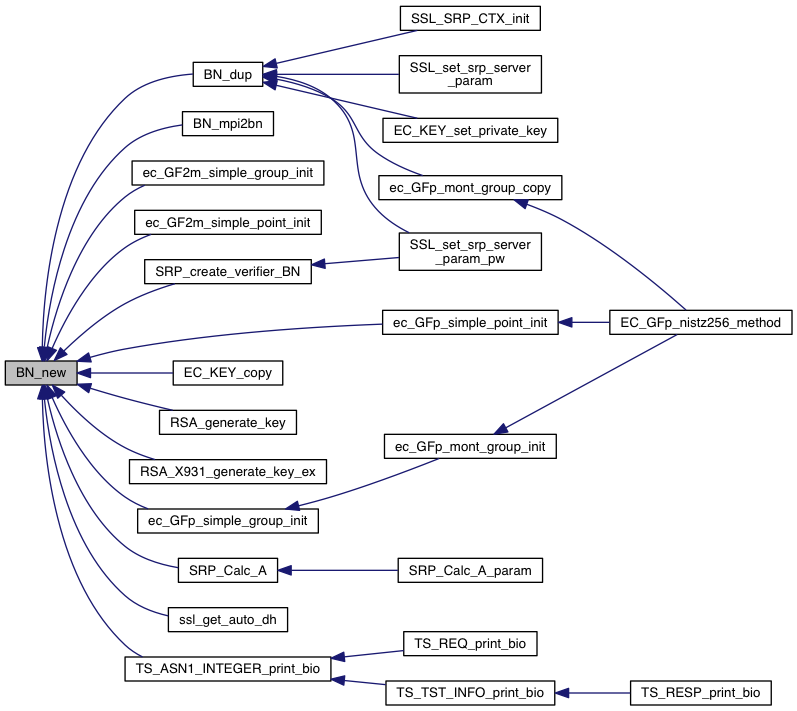 SSL_SRP_CTX_init
BN_dup
SSL_set_srp_server
_param
BN_mpi2bn
EC_KEY_set_private_key
ec_GF2m_simple_group_init
ec_GFp_mont_group_copy
ec_GF2m_simple_point_init
SSL_set_srp_server
_param_pw
SRP_create_verifier_BN
ec_GFp_simple_point_init
EC_GFp_nistz256_method
BN_new
EC_KEY_copy
RSA_generate_key
ec_GFp_mont_group_init
RSA_X931_generate_key_ex
ec_GFp_simple_group_init
SRP_Calc_A
SRP_Calc_A_param
ssl_get_auto_dh
TS_REQ_print_bio
TS_ASN1_INTEGER_print_bio
TS_TST_INFO_print_bio
TS_RESP_print_bio